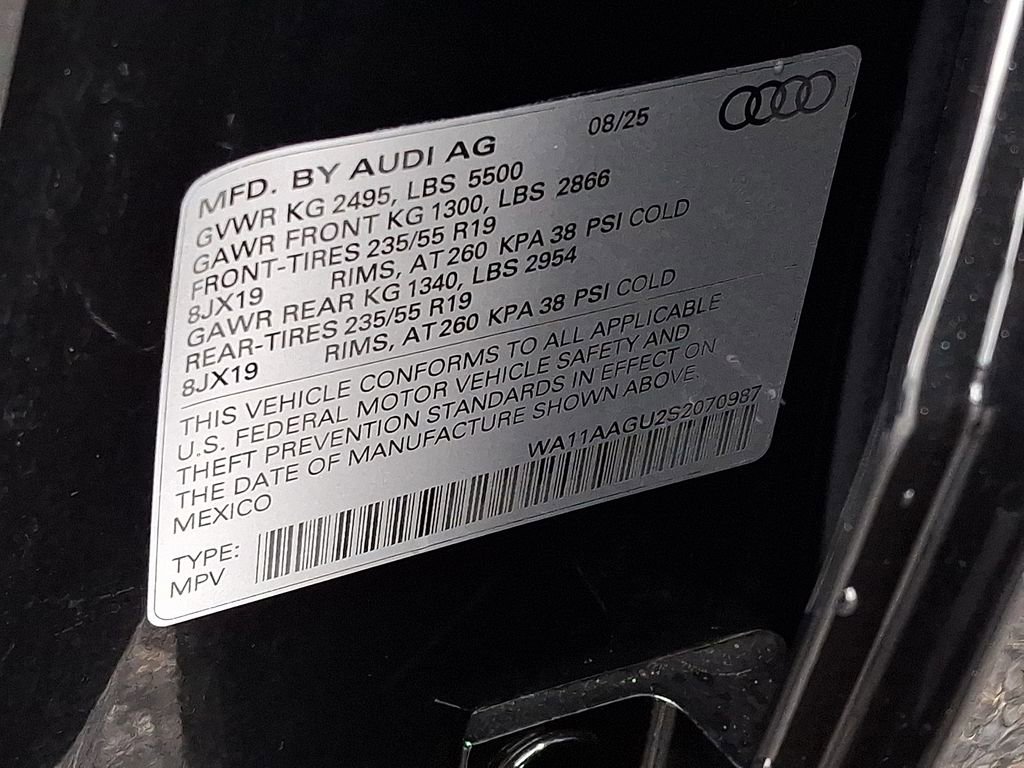 MFD. BY AUDI AG 08/25
GVWR KG 2495, LBS 5500
GAWR FRONT KG 1300, LBS 2866
FRONT-TIRES 235/55 R19
8JX19 RIMS, AT 260 KPA 38 PSI COLD
GAWR REAR KG 1340, LBS 2954
REAR-TIRES 235/55 R19
8JX19 RIMS, AT 260 KPA 38 PSI COLD
THIS VEHICLE CONFORMS TO ALL APPLICABLE
U.S. FEDERAL MOTOR VEHICLE SAFETY AND
THEFT PREVENTION STANDARDS IN EFFECT ON
THE DATE OF MANUFACTURE SHOWN ABOVE.
MEXICO WA11AAGU2S2070987
TYPE:
MPV